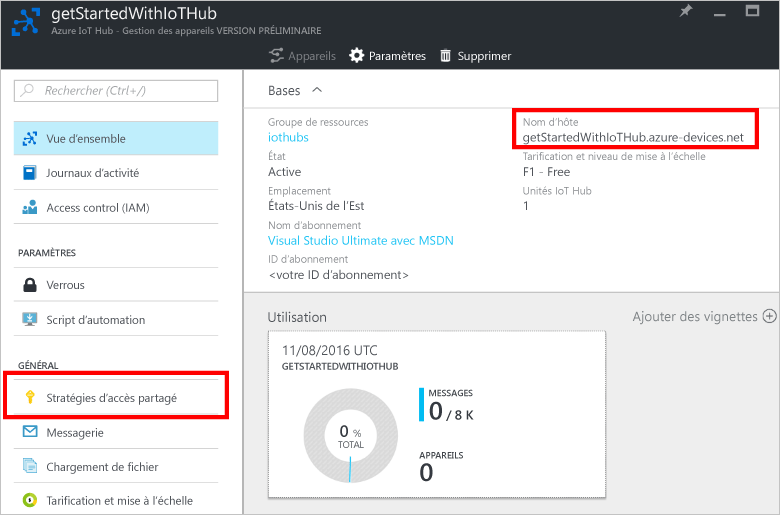 getStartedWithIoTHub
Azure IoT Hub - Gestion des appareils VERSION PRÉLIMINAIRE
Appareils Paramètres Supprimer
Rechercher (Ctrl+/)
Vue d'ensemble
Journaux d'activité
Access control (IAM)
PARAMÈTRES
Verrous
Script d'automation
GÉNÉRAL
Stratégies d'accès partagé
Messagerie
Chargement de fichier
Tarification et mise à l'échelle
Bases
Groupe de ressources
iothubs
État
Active
Emplacement
États-Unis de l'Est
Nom d'abonnement
Visual Studio Ultimate avec MSDN
ID d'abonnement
<votre ID d'abonnement>
Nom d'hôte
getStartedWithIoTHub.azure-devices.net
Tarification et niveau de mise à l'échelle
F1 - Free
Unités IoT Hub
1
Utilisation
Ajouter des vignettes
11/08/2016 UTC
GETSTARTEDWITHIOTHUB
0 %
TOTAL
MESSAGES
0 / 8 K
APPAREILS
0